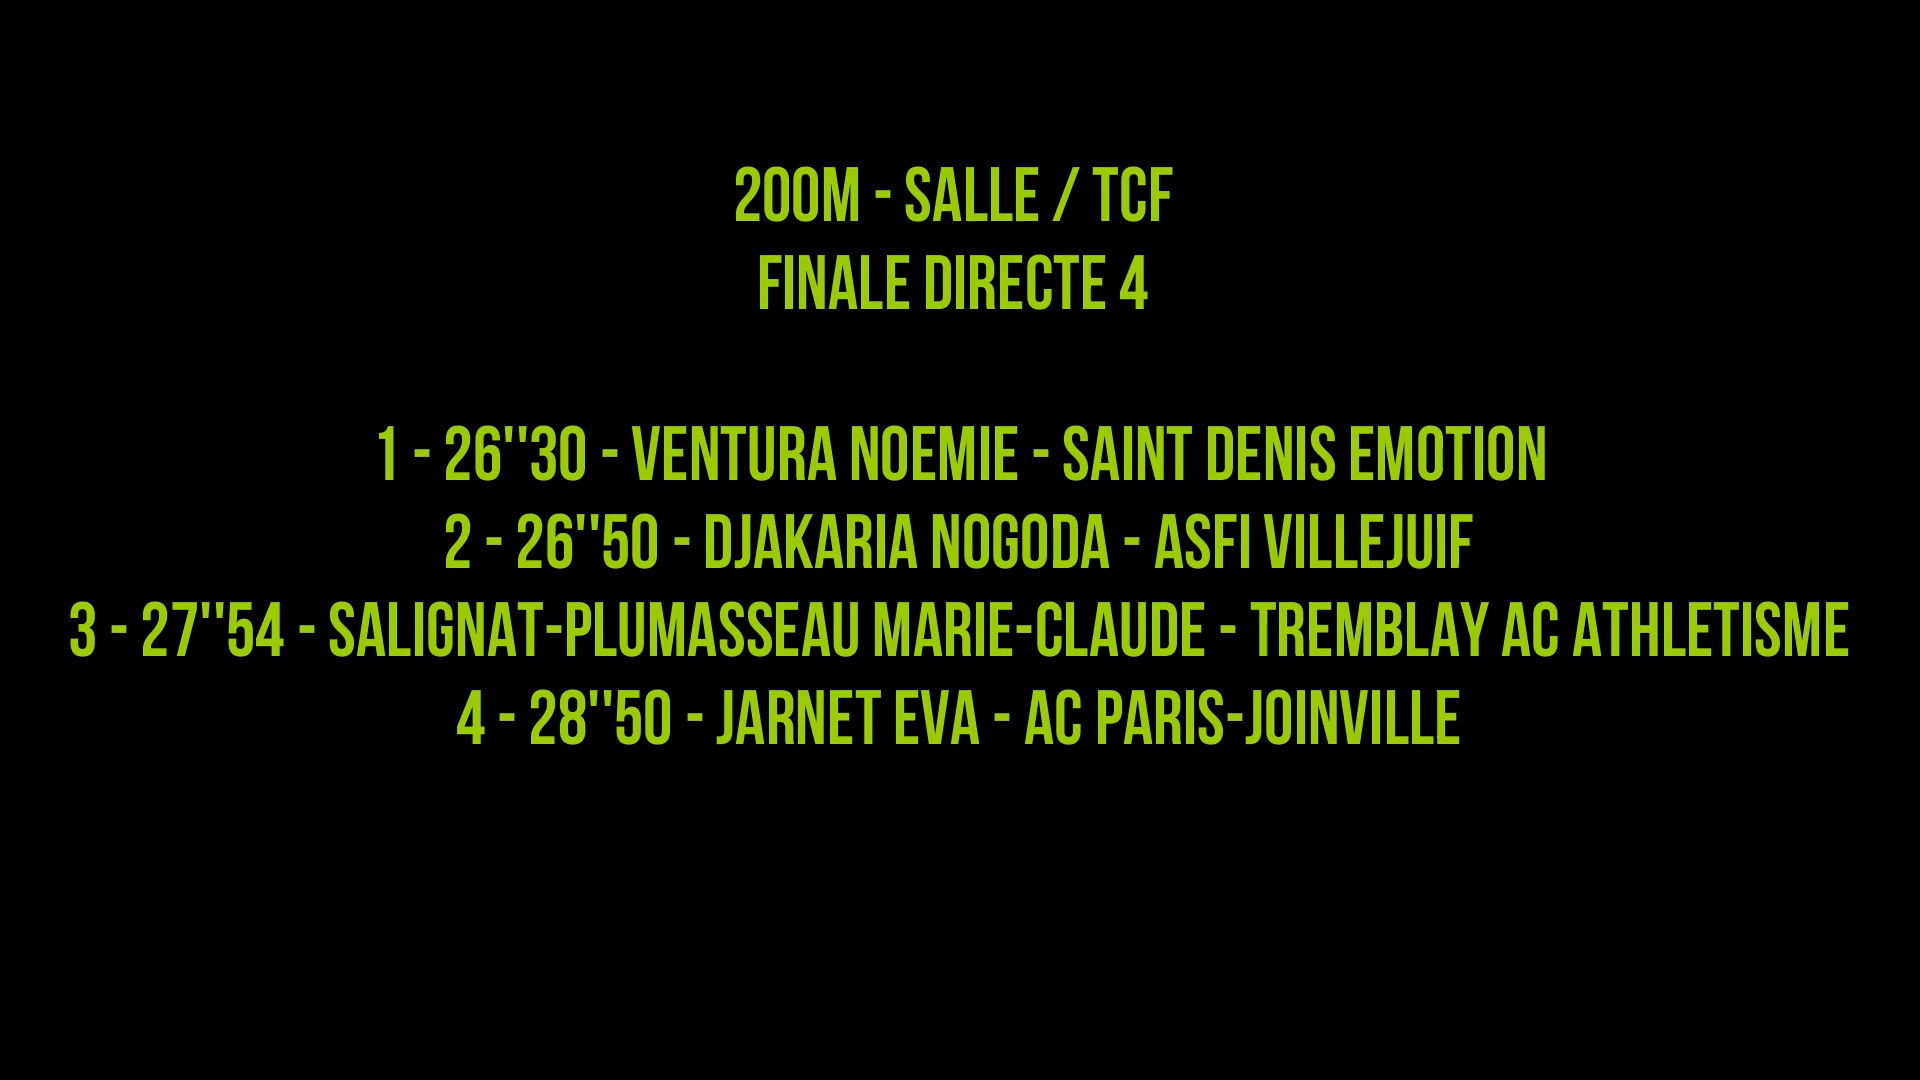 200M - SALLE / TCF
FINALE DIRECTE 4
1 - 26''30 - VENTURA NOEMIE - SAINT DENIS EMOTION
2 - 26''50 - DJAKARIA NOGODA - ASFI VILLEJUIF
3 - 27''54 - SALIGNAT-PLUMASSEAU MARIE-CLAUDE - TREMBLAY AC ATHLETISME
4 - 28''50 - JARNET EVA - AC PARIS-JOINVILLE